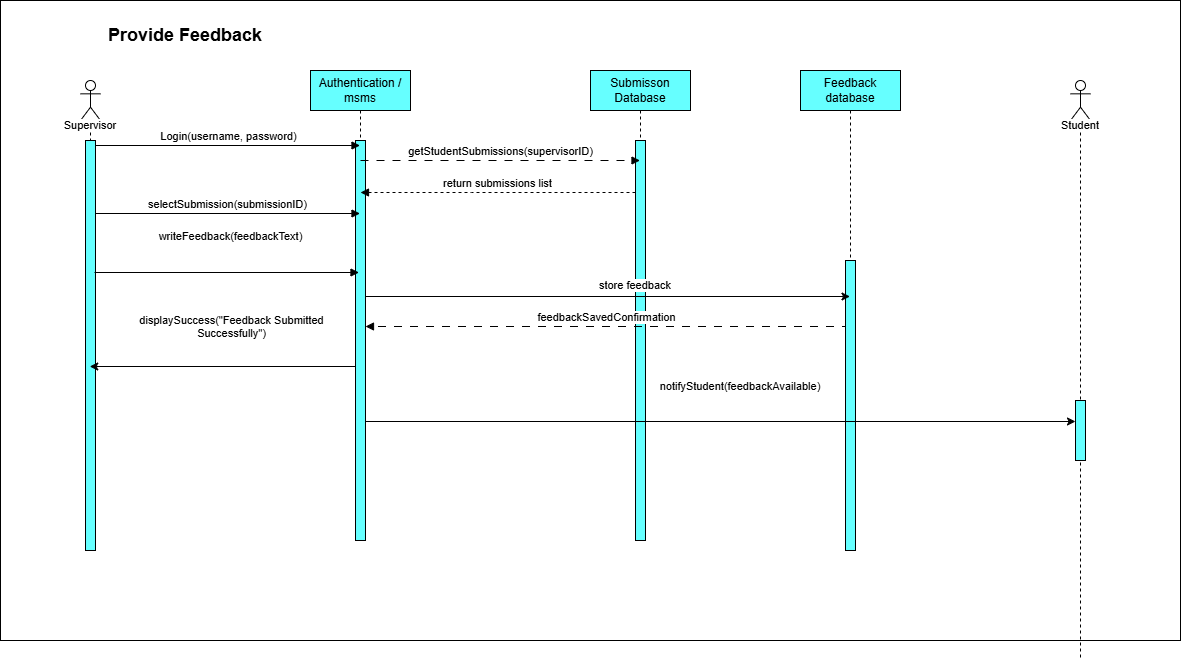 Provide Feedback
Authentication /
msms
Submisson
Database
Feedback
database
Supervisor
Student
Login(username, password)
getStudentSubmissions(supervisorID)
return submissions list
selectSubmission(submissionID)
writeFeedback(feedbackText)
store feedback
feedbackSavedConfirmation
displaySuccess("Feedback Submitted
Successfully")
notifyStudent(feedbackAvailable)